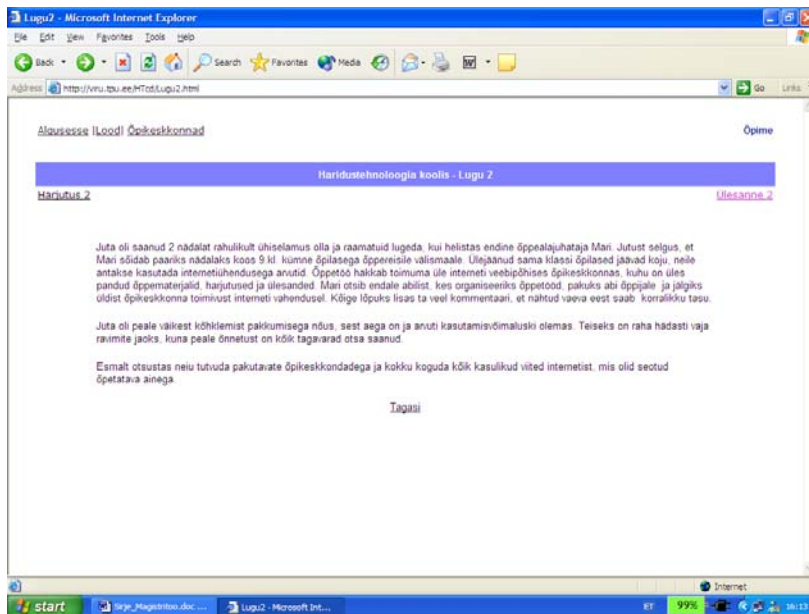 Lugu2 - Microsoft Internet Explorer
File Edit View Favorites Tools Help
Back Search Favorites Media
Address http://viru.tpu.ee/HTcd/Lugu2.html Go Links
Algusesse |Lood| Õpikeskkonnad Õpime
Haridustehnoloogia koolis - Lugu 2
Harjutus 2 Ülesanne 2
Juta oli saanud 2 nädalat rahulikult ühiselamus olla ja raamatuid lugeda, kui helistas endine õppealajuhataja Mari. Jutust selgus, et
Mari sõidab paariks nädalaks koos 9.kl. kümne õpilasega õppereisile välismaale. Ülejäänud sama klassi õpilased jäävad koju, neile
antakse kasutada internetiühendusega arvutid. Õppetöö hakkab toimuma üle interneti veebipõhises õpikeskkonnas, kuhu on üles
pandud õppematerjalid, harjutused ja ülesanded. Mari otsib endale abilist, kes organiseeriks õppetööd, pakuks abi õppijale ja jälgiks
üldist õpikeskkonna toimivust interneti vahendusel. Kõige lõpuks lisas ta veel kommentaari, et nähtud vaeva eest saab korralikku tasu.
Juta oli peale väikest kõhklemist pakkumisega nõus, sest aega on ja arvuti kasutamisvõimaluski olemas. Teiseks on raha hädasti vaja
ravimite jaoks, kuna peale õnnetust on kõik tagavarad otsa saanud.
Esmalt otsustas neiu tutvuda pakutavate õpikeskkondadega ja kokku koguda kõik kasulikud viited internetist, mis olid seotud
õpetatava ainega.
Tagasi
Internet
start Sirje_Magistritoo.doc ... Lugu2 - Microsoft Int... ET 99% 16:13